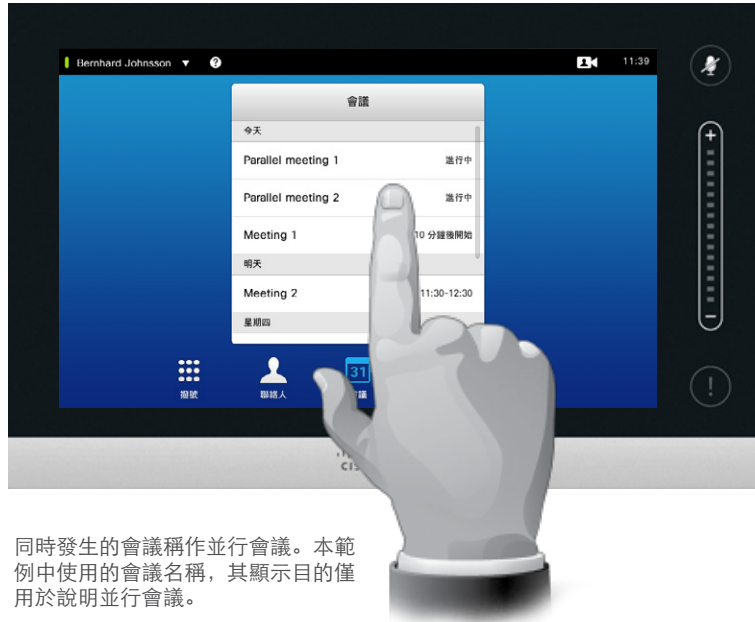 Bernhard Johnsson ▼ ?
11:39
會議
今天
Parallel meeting 1 進行中
Parallel meeting 2 進行中
Meeting 1 10 分鐘後開始
明天
Meeting 2 11:30-12:30
星期四
31
撥號 聯絡人 議
同時發生的會議稱作並行會議。本範
例中使用的會議名稱，其顯示目的僅
用於說明並行會議。